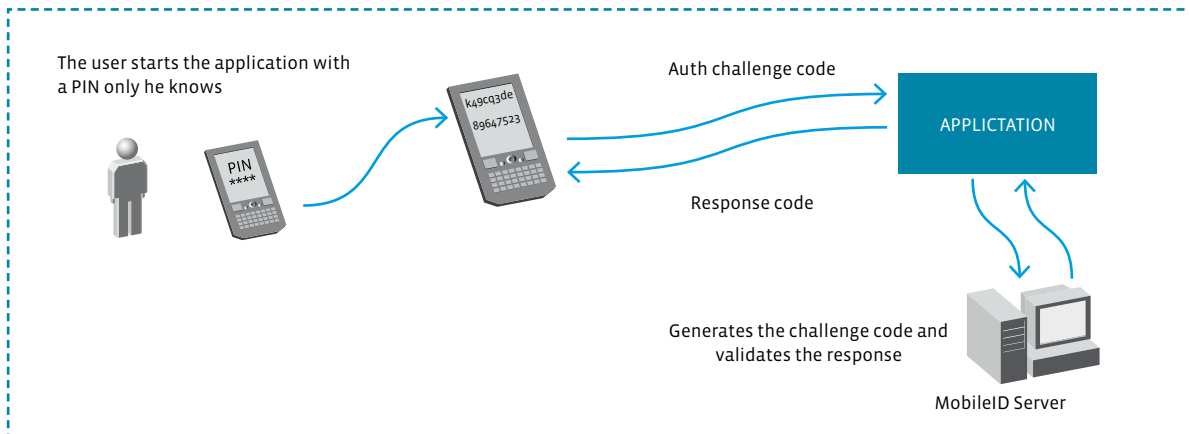 The user starts the application with
a PIN only he knows
PIN
****
k49cq3de
89647523
Auth challenge code
Response code
APPLICTATION
Generates the challenge code and
validates the response
MobileID Server